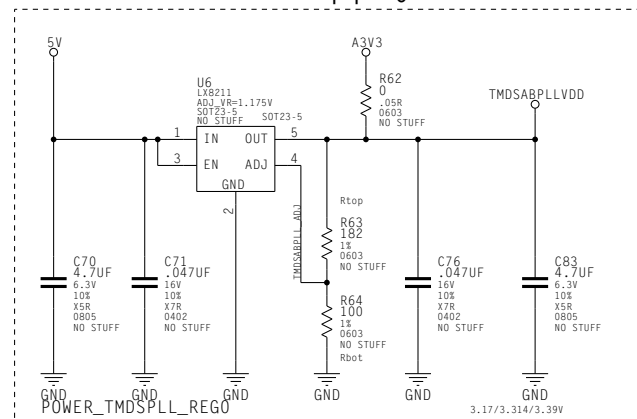 5V
A3V3
TMDSABPLLVDD
R62
0
.05R
0603
NO STUFF
U6
LX8211
ADJ_VR=1.175V
SOT23-5
NO STUFF
SOT23-5
1 IN OUT 5
3 EN ADJ 4
GND
2
TMDSABPLL_ADJ
Rtop
R63
182
1%
0603
NO STUFF
R64
100
1%
0603
NO STUFF
Rbot
C70
4.7UF
6.3V
10%
X5R
0805
NO STUFF
C71
.047UF
16V
10%
X7R
0402
NO STUFF
C76
.047UF
16V
10%
X7R
0402
NO STUFF
C83
4.7UF
6.3V
10%
X5R
0805
NO STUFF
GND GND GND GND GND GND
POWER_TMDSPLL_REGO
3.17/3.314/3.39V